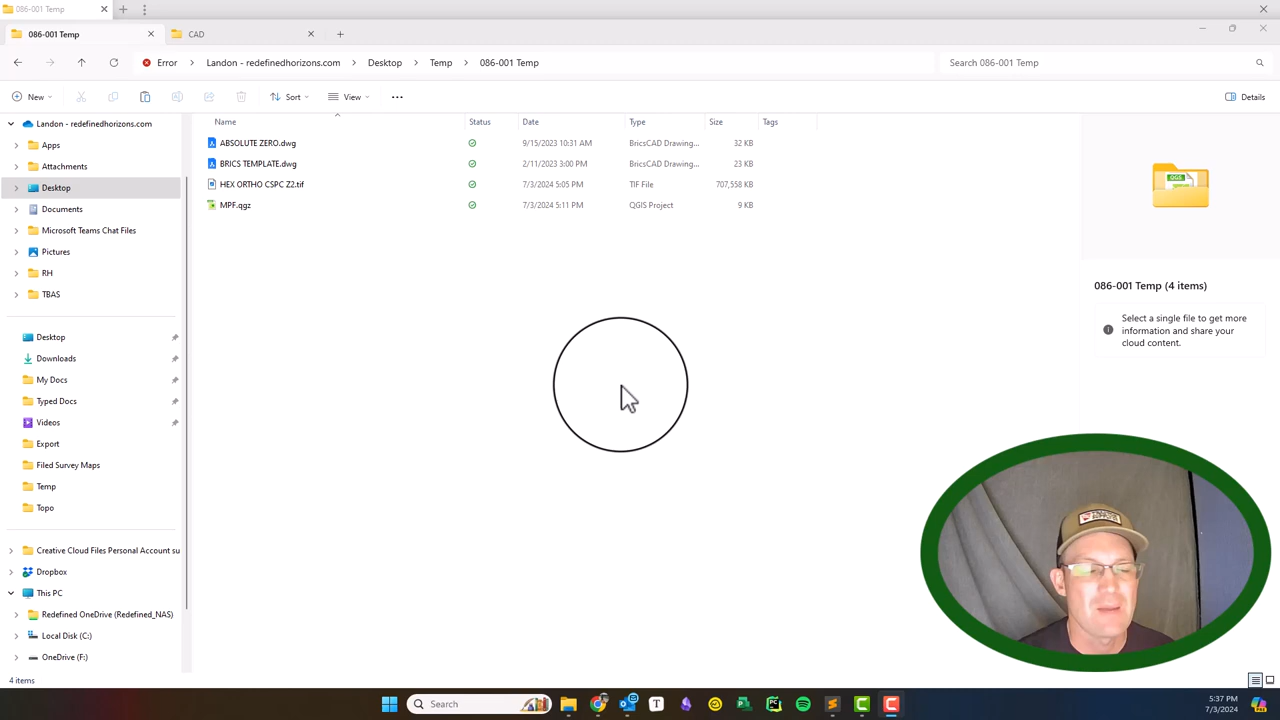 086-001 Temp
086-001 Temp
CAD
Error
Landon - redefinedhorizons.com
Desktop
Temp
086-001 Temp
Search 086-001 Temp
New
Sort
View
Details
Landon - redefinedhorizons.com
Apps
Attachments
Desktop
Documents
Microsoft Teams Chat Files
Pictures
RH
TBAS
Desktop
Downloads
My Docs
Typed Docs
Videos
Export
Filed Survey Maps
Temp
Topo
Creative Cloud Files Personal Account su
Dropbox
This PC
Redefined OneDrive (Redefined_NAS)
Local Disk (C:)
OneDrive (F:)
Name Status Date Type Size Tags
ABSOLUTE ZERO.dwg 9/15/2023 10:31 AM BricsCAD Drawing... 32 KB
BRICS TEMPLATE.dwg 2/11/2023 3:00 PM BricsCAD Drawing... 23 KB
HEX ORTHO CSPC Z2.tif 7/3/2024 5:05 PM TIF File 707,558 KB
MPF.qgz 7/3/2024 5:11 PM QGIS Project 9 KB
QGS
086-001 Temp (4 items)
Select a single file to get more
information and share your
cloud content.
4 items
Search
5:37 PM
7/3/2024